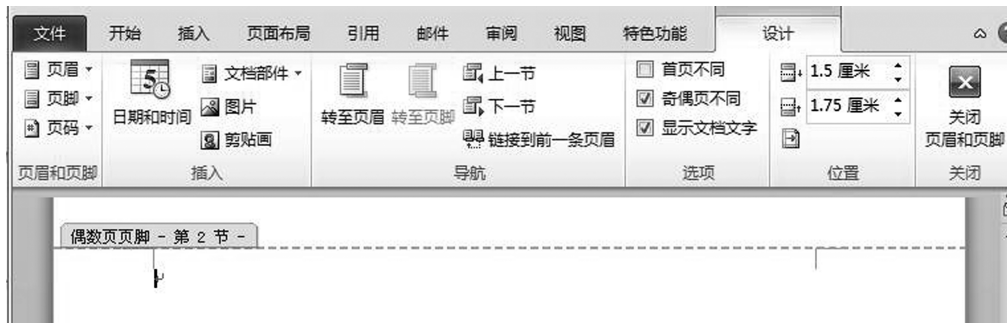 文件 开始 插入 页面布局 引用 邮件 审阅 视图 特色功能 设计
页眉
页脚
页码
页眉和页脚
5
日期和时间
文档部件
图片
剪贴画
插入
转至页眉 转至页脚
上一节
下一节
链接到前一条页眉
导航
首页不同
奇偶页不同
显示文档文字
选项
1.5 厘米
1.75 厘米
位置
关闭
页眉和页脚
关闭
偶数页页脚 - 第 2 节 -